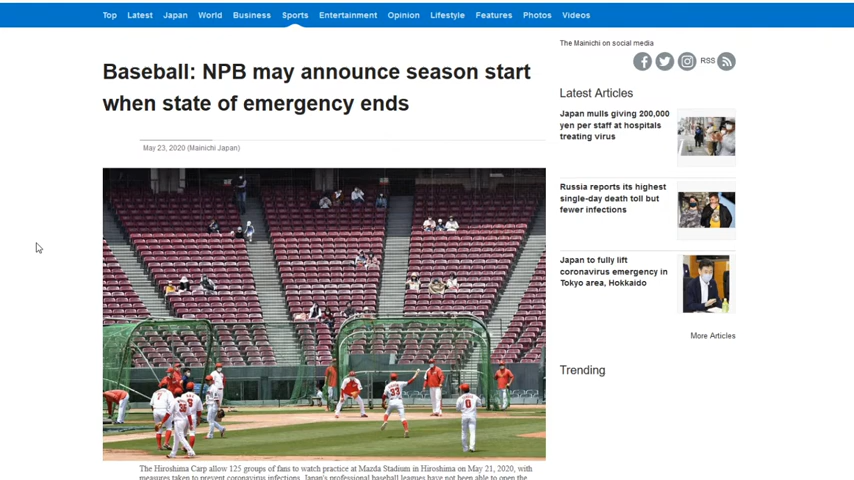 Top Latest Japan World Business Sports Entertainment Opinion Lifestyle Features Photos Videos
Baseball: NPB may announce season start
when state of emergency ends
May 23, 2020 (Mainichi Japan)
33
0
The Hiroshima Carp allow 125 groups of fans to watch practice at Mazda Stadium in Hiroshima on May 21, 2020, with
measures taken to prevent coronavirus infections. Japan's professional baseball leagues have not been able to open the
The Mainichi on social media
RSS
Latest Articles
Japan mulls giving 200,000
yen per staff at hospitals
treating virus
Russia reports its highest
single-day death toll but
fewer infections
Japan to fully lift
coronavirus emergency in
Tokyo area, Hokkaido
More Articles
Trending